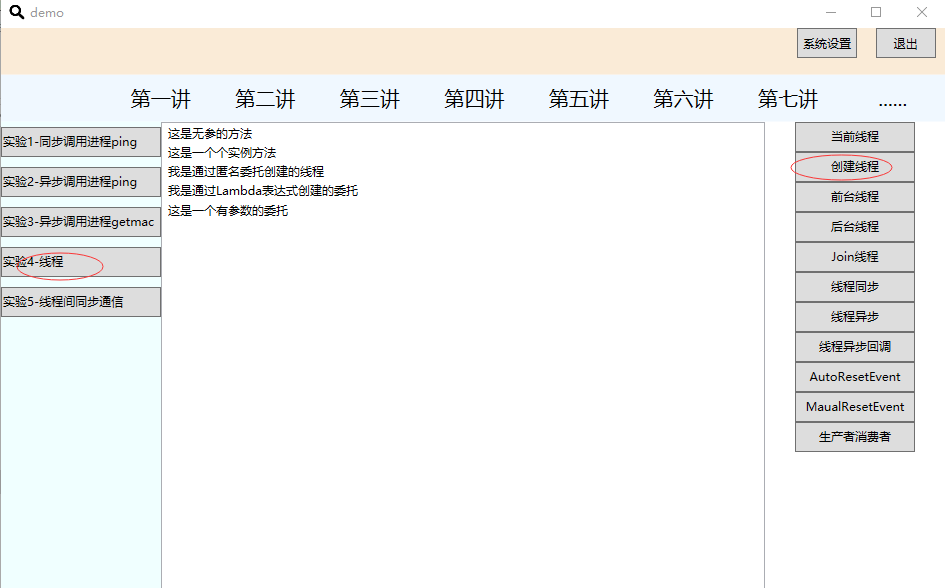 demo
系统设置 退出
第一讲 第二讲 第三讲 第四讲 第五讲 第六讲 第七讲 ......
实验1-同步调用进程ping
实验2-异步调用进程ping
实验3-异步调用进程getmac
实验4-线程
实验5-线程间同步通信
这是无参的方法
这是一个个实例方法
我是通过匿名委托创建的线程
我是通过Lambda表达式创建的委托
这是一个有参数的委托
当前线程
创建线程
前台线程
后台线程
Join线程
线程同步
线程异步
线程异步回调
AutoResetEvent
MaualResetEvent
生产者消费者